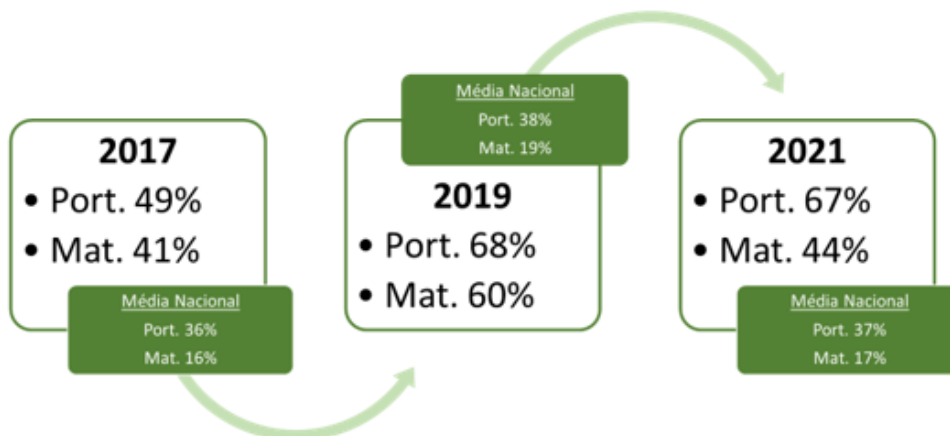 2017
• Port. 49%
• Mat. 41%
Média Nacional
Port. 36%
Mat. 16%
Média Nacional
Port. 38%
Mat. 19%
2019
• Port. 68%
• Mat. 60%
2021
• Port. 67%
• Mat. 44%
Média Nacional
Port. 37%
Mat. 17%